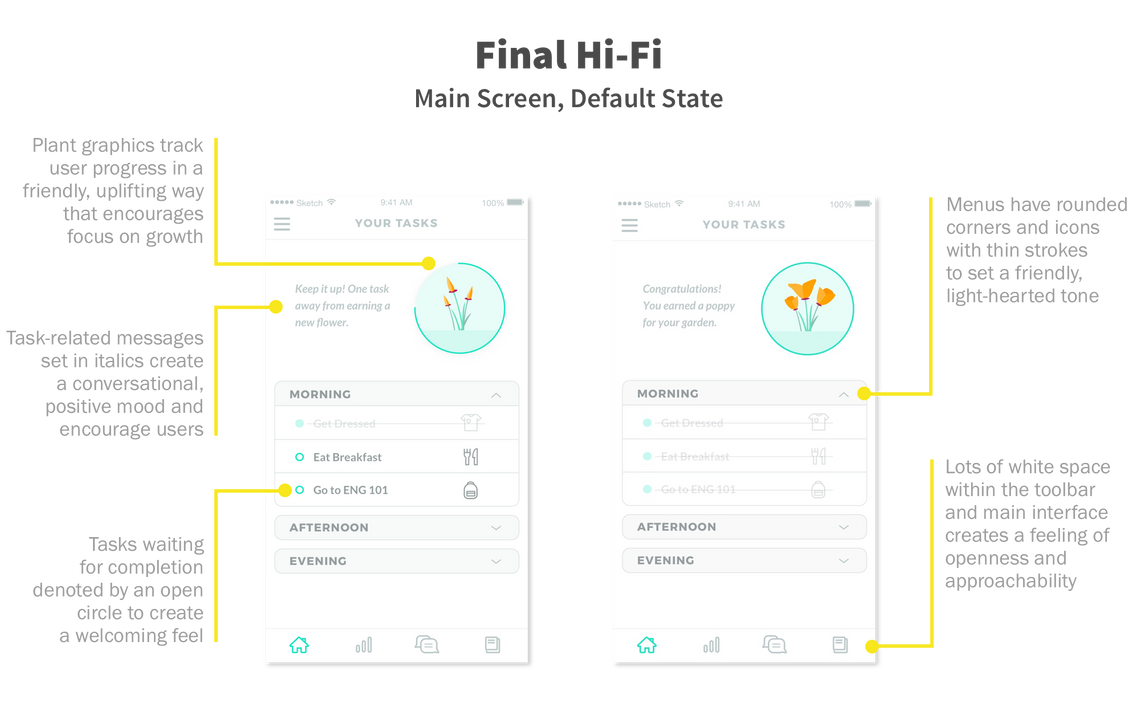 Final Hi-Fi
Main Screen, Default State
Plant graphics track
user progress in a
friendly, uplifting way
that encourages
focus on growth
Task-related messages
set in italics create
a conversational,
positive mood and
encourage users
Tasks waiting
for completion
denoted by an open
circle to create
a welcoming feel
Sketch 9:41 AM 100%
YOUR TASKS
Keep it up! One task
away from earning a
new flower.
MORNING
Get Dressed
Eat Breakfast
Go to ENG 101
AFTERNOON
EVENING
Sketch 9:41 AM 100%
YOUR TASKS
Congratulations!
You earned a poppy
for your garden.
MORNING
Get Dressed
Eat Breakfast
Go to ENG 101
AFTERNOON
EVENING
Menus have rounded
corners and icons
with thin strokes
to set a friendly,
light-hearted tone
Lots of white space
within the toolbar
and main interface
creates a feeling of
openness and
approachability